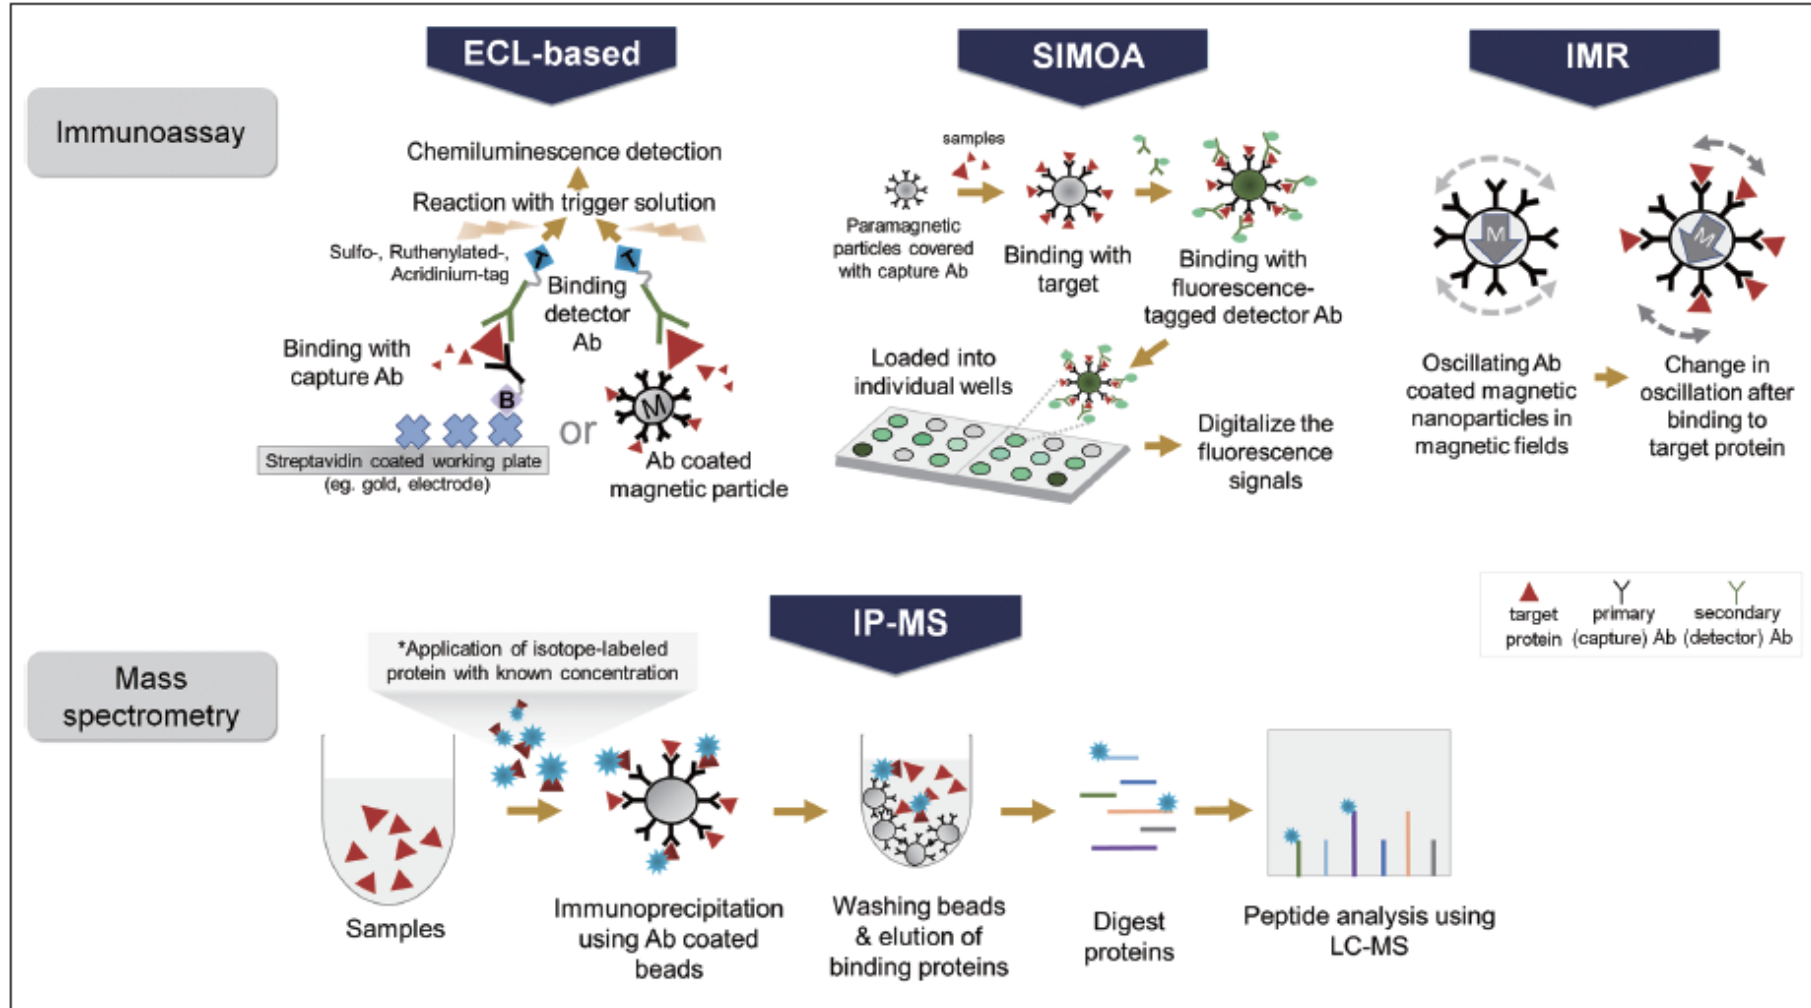 ECL-based
SIMOA
IMR
Immunoassay
Chemiluminescence detection
Reaction with trigger solution
Sulfo-, Ruthenylated-,
Acridinium-tag
T
T
Binding
detector
Ab
Binding with
capture Ab
B
M
or
Streptavidin coated working plate
(eg. gold, electrode)
Ab coated
magnetic particle
samples
Paramagnetic
particles covered
with capture Ab
Binding with
target
Binding with
fluorescence-
tagged detector Ab
Loaded into
individual wells
Digitalize the
fluorescence
signals
M
M
Oscillating Ab
coated magnetic
nanoparticles in
magnetic fields
Change in
oscillation after
binding to
target protein
target
protein
primary
(capture) Ab
secondary
(detector) Ab
IP-MS
Mass
spectrometry
*Application of isotope-labeled
protein with known concentration
Samples
Immunoprecipitation
using Ab coated
beads
Washing beads
& elution of
binding proteins
Digest
proteins
Peptide analysis using
LC-MS